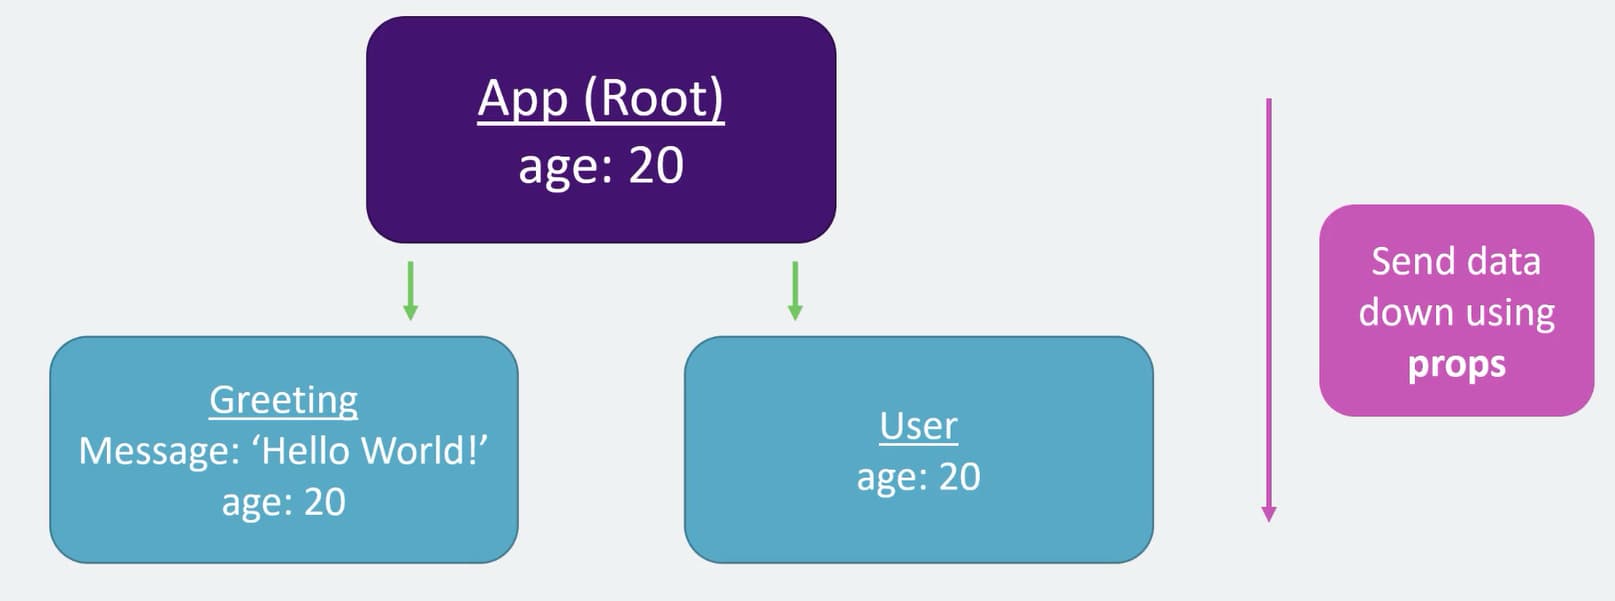 App (Root)
age: 20
Greeting
Message: ‘Hello World!’
age: 20
User
age: 20
Send data
down using
props